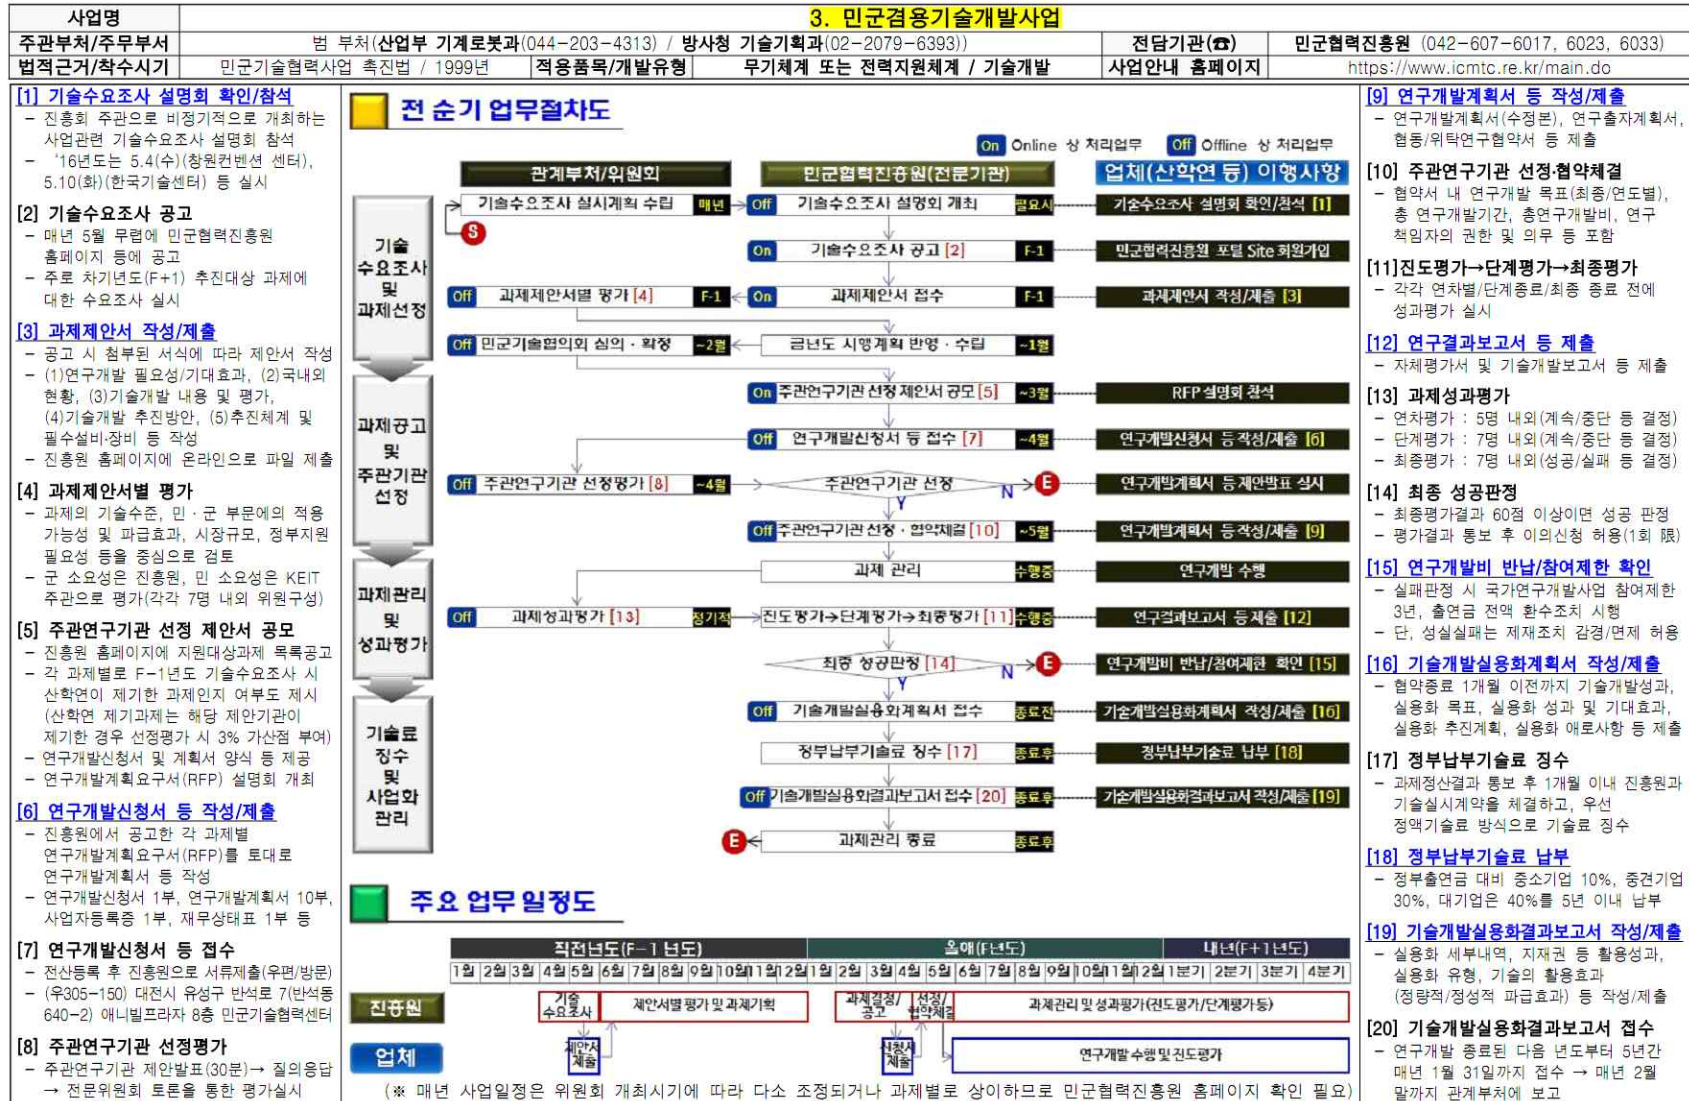 사업명 3. 민군겸용기술개발사업
주관부처/주무부서 범 부처(산업부 기계로봇과(044-203-4313) / 방사청 기술기획과(02-2079-6393)) 전담기관(☎) 민군협력진흥원 (042-607-6017, 6023, 6033)
법적근거/착수시기 민군기술협력사업 촉진법 / 1999년 적용품목/개발유형 무기체계 또는 전력지원체계 / 기술개발 사업안내 홈페이지 https://www.icmtc.re.kr/main.do
[1] 기술수요조사 설명회 확인/참석
- 진흥회 주관으로 비정기적으로 개최하는
사업관련 기술수요조사 설명회 참석
- '16년도는 5.4(수)(창원컨벤션 센터),
5.10(화)(한국기술센터) 등 실시
[2] 기술수요조사 공고
- 매년 5월 무렵에 민군협력진흥원
홈페이지 등에 공고
- 주로 차기년도(F+1) 추진대상 과제에
대한 수요조사 실시
[3] 과제제안서 작성/제출
- 공고 시 첨부된 서식에 따라 제안서 작성
- (1)연구개발 필요성/기대효과, (2)국내외
현황, (3)기술개발 내용 및 평가,
(4)기술개발 추진방안, (5)추진체계 및
필수설비·장비 등 작성
- 진흥원 홈페이지에 온라인으로 파일 제출
[4] 과제제안서별 평가
- 과제의 기술수준, 민·군 부문에의 적용
가능성 및 파급효과, 시장규모, 정부지원
필요성 등을 중심으로 검토
- 군 소요성은 진흥원, 민 소요성은 KEIT
주관으로 평가(각각 7명 내외 위원구성)
[5] 주관연구기관 선정 제안서 공모
- 진흥원 홈페이지에 지원대상과제 목록공고
- 각 과제별로 F-1년도 기술수요조사 시
산학연이 제기한 과제인지 여부도 제시
(산학연 제기과제는 해당 제안기관이
제기한 경우 선정평가 시 3% 가산점 부여)
- 연구개발신청서 및 계획서 양식 등 제공
- 연구개발계획요구서(RFP) 설명회 개최
[6] 연구개발신청서 등 작성/제출
- 진흥원에서 공고한 각 과제별
연구개발계획요구서(RFP)를 토대로
연구개발계획서 등 작성
- 연구개발신청서 1부, 연구개발계획서 10부,
사업자등록증 1부, 재무상태표 1부 등
[7] 연구개발신청서 등 접수
- 전산등록 후 진흥원으로 서류제출(우편/방문)
- (우305-150) 대전시 유성구 반석로 7(반석동
640-2) 애니빌프라자 8층 민군기술협력센터
[8] 주관연구기관 선정평가
- 주관연구기관 제안발표(30분)→ 질의응답
→ 전문위원회 토론을 통한 평가실시
전 순기 업무절차도
On Online 상 처리업무 Off Offline 상 처리업무
관계부처/위원회 민군협력진흥원(전문기관) 업체(산학연 등) 이행사항
기술
수요조사
및
과제선정
기술수요조사 실시계획 수립 매년 Off 기술수요조사 설명회 개최 필요시 기술수요조사 설명회 확인/참석 [1]
S
On 기술수요조사 공고 [2] F-1 민군협력진흥원 포털 Site 회원가입
Off 과제제안서별 평가 [4] F-1 On 과제제안서 접수 F-1 과제제안서 작성/제출 [3]
Off 민군기술협의회 심의·확정 ~2월 금년도 시행계획 반영·수립 ~1월
과제공고
및
주관기관
선정
On 주관연구기관 선정 제안서 공모 [5] ~3월 RFP 설명회 참석
Off 연구개발신청서 등 접수 [7] ~4월 연구개발신청서 등 작성/제출 [6]
Off 주관연구기관 선정평가 [8] ~4월 주관연구기관 선정 N E 연구개발계획서 등 제안발표 실시
Y
Off 주관연구기관 선정·협약체결 [10] ~5월 연구개발계획서 등 작성/제출 [9]
과제관리
및
성과평가
과제 관리 수행중 연구개발 수행
Off 과제성과평가 [13] 정기적 진도평가→단계평가→최종평가 [11] 수행중 연구결과보고서 등 제출 [12]
최종 성공판정 [14] N E 연구개발비 반납/참여제한 확인 [15]
Y
기술료
징수
및
사업화
관리
Off 기술개발실용화계획서 접수 종료전 기술개발실용화계획서 작성/제출 [16]
정부납부기술료 징수 [17] 종료후 정부납부기술료 납부 [18]
Off 기술개발실용화결과보고서 접수 [20] 종료후 기술개발실용화결과보고서 작성/제출 [19]
E 과제관리 종료 종료후
주요 업무 일정도
직전년도(F-1 년도) 올해(F년도) 내년(F+1년도)
1월 2월 3월 4월 5월 6월 7월 8월 9월 10월 11월 12월 1월 2월 3월 4월 5월 6월 7월 8월 9월 10월 11월 12월 1분기 2분기 3분기 4분기
진흥원
기술
수요조사
제안서별 평가 및 과제기획
과제결정/
공고
선정/
협약체결
과제관리 및 성과평가(진도평가/단계평가 등)
업체
제안서
제출
신청서
제출
연구개발 수행 및 진도평가
(※ 매년 사업일정은 위원회 개최시기에 따라 다소 조정되거나 과제별로 상이하므로 민군협력진흥원 홈페이지 확인 필요)
[9] 연구개발계획서 등 작성/제출
- 연구개발계획서(수정본), 연구출자계획서,
협동/위탁연구협약서 등 제출
[10] 주관연구기관 선정·협약체결
- 협약서 내 연구개발 목표(최종/연도별),
총 연구개발기간, 총연구개발비, 연구
책임자의 권한 및 의무 등 포함
[11]진도평가→단계평가→최종평가
- 각각 연차별/단계종료/최종 종료 전에
성과평가 실시
[12] 연구결과보고서 등 제출
- 자체평가서 및 기술개발보고서 등 제출
[13] 과제성과평가
- 연차평가 : 5명 내외(계속/중단 등 결정)
- 단계평가 : 7명 내외(계속/중단 등 결정)
- 최종평가 : 7명 내외(성공/실패 등 결정)
[14] 최종 성공판정
- 최종평가결과 60점 이상이면 성공 판정
- 평가결과 통보 후 이의신청 허용(1회 限)
[15] 연구개발비 반납/참여제한 확인
- 실패판정 시 국가연구개발사업 참여제한
3년, 출연금 전액 환수조치 시행
- 단, 성실실패는 제재조치 감경/면제 허용
[16] 기술개발실용화계획서 작성/제출
- 협약종료 1개월 이전까지 기술개발성과,
실용화 목표, 실용화 성과 및 기대효과,
실용화 추진계획, 실용화 애로사항 등 제출
[17] 정부납부기술료 징수
- 과제정산결과 통보 후 1개월 이내 진흥원과
기술실시계약을 체결하고, 우선
정액기술료 방식으로 기술료 징수
[18] 정부납부기술료 납부
- 정부출연금 대비 중소기업 10%, 중견기업
30%, 대기업은 40%를 5년 이내 납부
[19] 기술개발실용화결과보고서 작성/제출
- 실용화 세부내역, 지재권 등 활용성과,
실용화 유형, 기술의 활용효과
(정량적/정성적 파급효과) 등 작성/제출
[20] 기술개발실용화결과보고서 접수
- 연구개발 종료된 다음 년도부터 5년간
매년 1월 31일까지 접수 → 매년 2월
말까지 관계부처에 보고